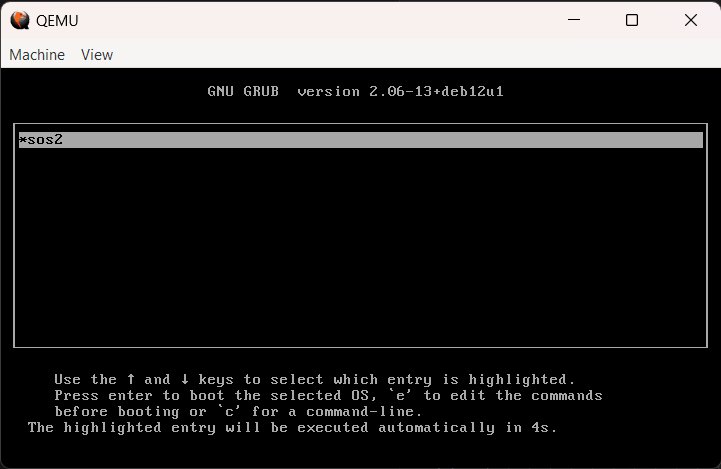 QEMU
Machine View
GNU GRUB  version 2.06-13+deb12u1
*sos2
Use the ↑ and ↓ keys to select which entry is highlighted.
Press enter to boot the selected OS, `e' to edit the commands
before booting or `c' for a command-line.
The highlighted entry will be executed automatically in 4s.